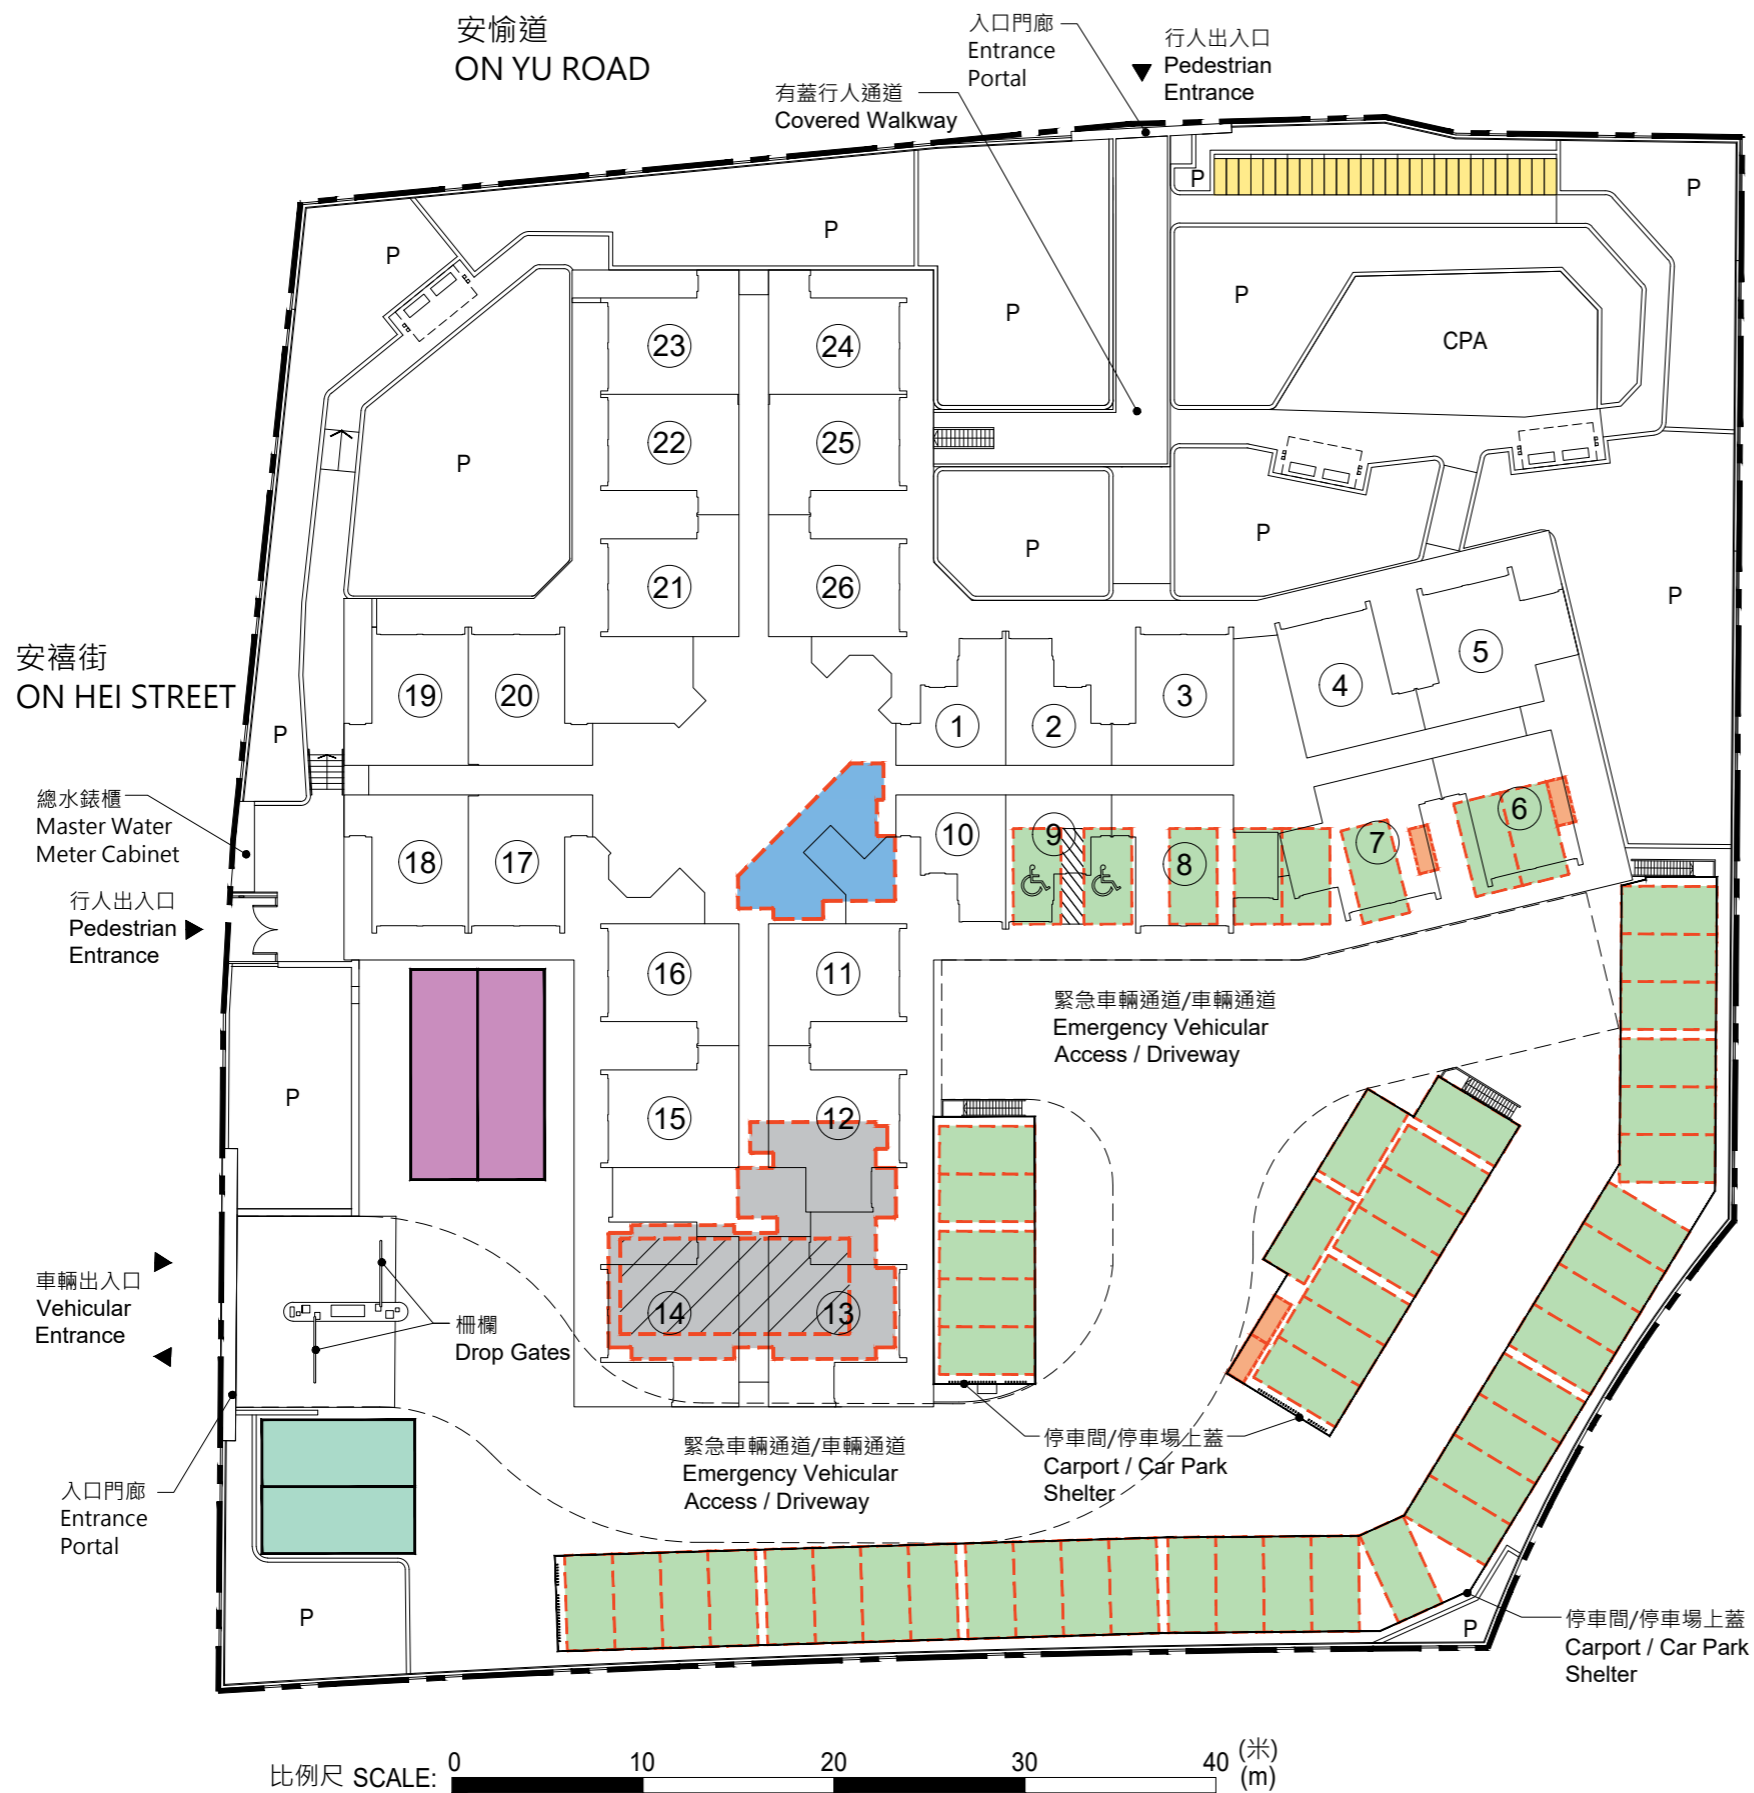 安愉道
ON YU ROAD
入口門廊
Entrance
Portal
行人出入口
Pedestrian
Entrance
有蓋行人通道
Covered Walkway
P
P
P
P
P
P
CPA
23
24
22
25
P
P
P
21
26
P
安禧街
ON HEI STREET
19
20
1
2
3
4
5
P
總水錶櫃
Master Water
Meter Cabinet
18
17
10
9
8
7
6
行人出入口
Pedestrian
Entrance
16
11
緊急車輛通道/車輛通道
Emergency Vehicular
Access / Driveway
P
15
12
車輛出入口
Vehicular
Entrance
14
13
柵欄
Drop Gates
緊急車輛通道/車輛通道
Emergency Vehicular
Access / Driveway
停車間/停車場上蓋
Carport / Car Park
Shelter
入口門廊
Entrance
Portal
P
P
停車間/停車場上蓋
Carport / Car Park
Shelter
比例尺 SCALE: 0 10 20 30 40 (米)
(m)